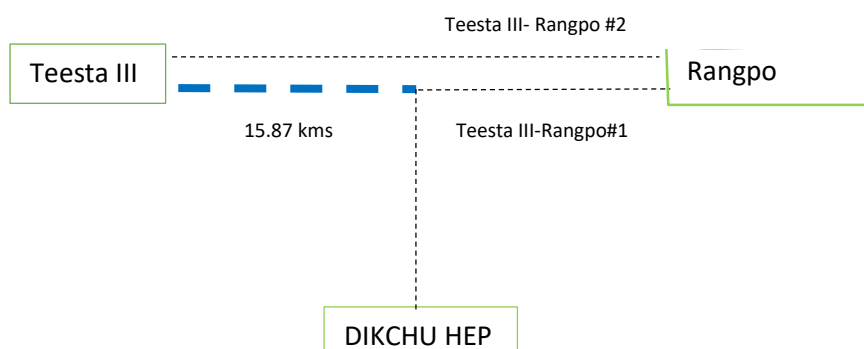 Teesta III- Rangpo #2
Teesta III
Rangpo
15.87 kms
Teesta III-Rangpo#1
DIKCHU HEP